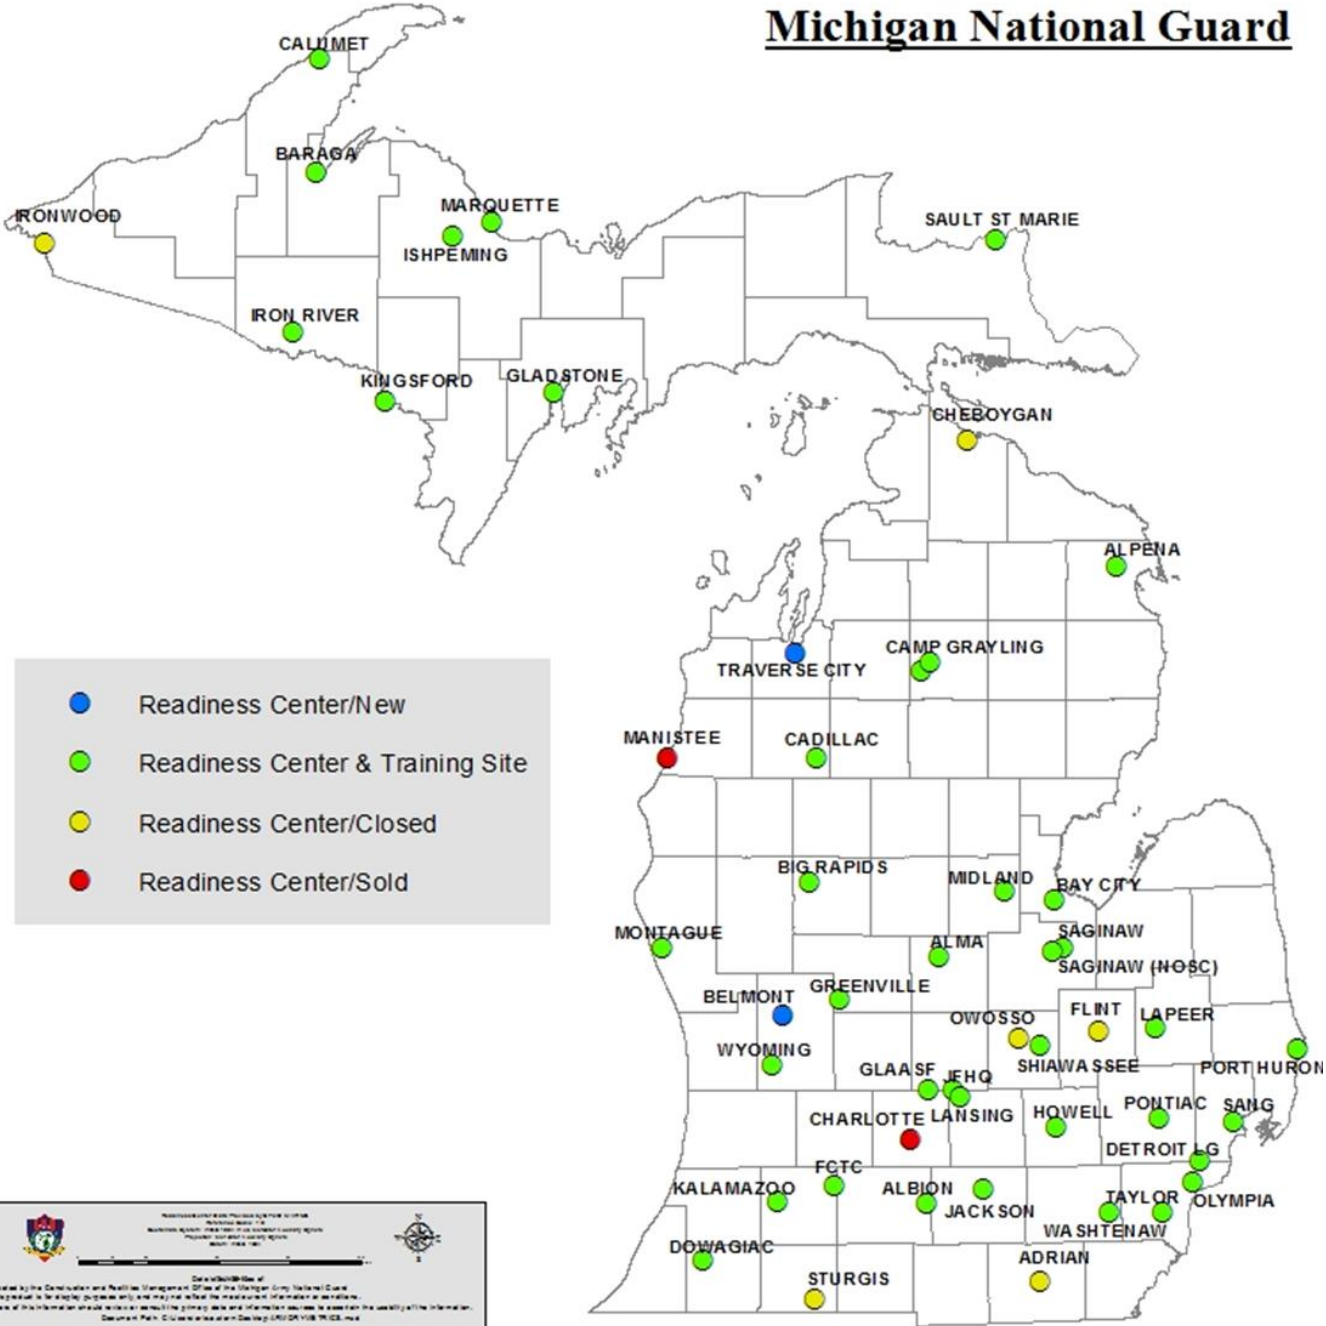 Michigan National Guard
CALUMET
BARAGA
IRONWOOD
MARQUETTE
ISHPEMING
SAULT ST MARIE
IRON RIVER
KINGSFORD
GLADSTONE
CHEBOYGAN
ALPENA
CAMP GRAYLING
TRAVERSE CITY
MANISTEE
CADILLAC
Readiness Center/New
Readiness Center & Training Site
Readiness Center/Closed
Readiness Center/Sold
BIG RAPIDS
MIDLAND
BAY CITY
MONTAGUE
ALMA
SAGINAW
SAGINAW (NOSC)
GREENVILLE
BELMONT
OWOSSO
FLINT
LAPEER
WYOMING
SHIAWASSEE
PORT HURON
GLAASF
JFHQ
CHARLOTTE
LANSING
HOWELL
PONTIAC
SANG
DETROIT LG
FCTC
KALAMAZOO
ALBION
JACKSON
TAYLOR
OLYMPIA
WASHTENAW
DOWAGIAC
ADRIAN
STURGIS